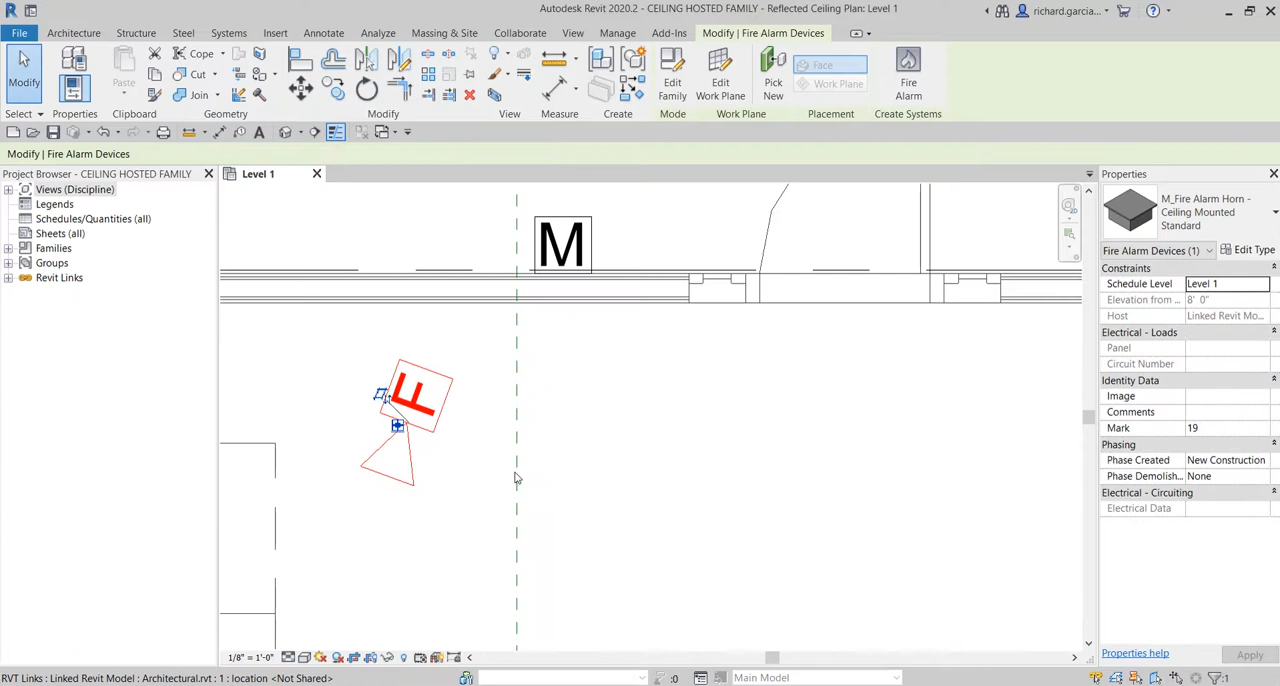 Autodesk Revit 2020.2 - CEILING HOSTED FAMILY - Reflected Ceiling Plan: Level 1
richard.garcia...
File Architecture Structure Steel Systems Insert Annotate Analyze Massing & Site Collaborate View Manage Add-Ins Modify | Fire Alarm Devices
Modify
Paste
Cope
Cut
Join
Edit Family
Edit Work Plane
Pick New
Face
Work Plane
Fire Alarm
Select Properties Clipboard Geometry Modify View Measure Create Mode Work Plane Placement Create Systems
Modify | Fire Alarm Devices
Project Browser - CEILING HOSTED FAMILY
Views (Discipline)
Legends
Schedules/Quantities (all)
Sheets (all)
Families
Groups
Revit Links
Level 1
M
F
Properties
M_Fire Alarm Horn -
Ceiling Mounted
Standard
Fire Alarm Devices (1) Edit Type
Constraints
Schedule Level Level 1
Elevation from ... 8' 0"
Host Linked Revit Mo...
Electrical - Loads
Panel
Circuit Number
Identity Data
Image
Comments
Mark 19
Phasing
Phase Created New Construction
Phase Demolish... None
Electrical - Circuiting
Electrical Data
Properties help Apply
1/8" = 1'-0"
RVT Links : Linked Revit Model : Architectural.rvt : 1 : location <Not Shared> :0 Main Model :1